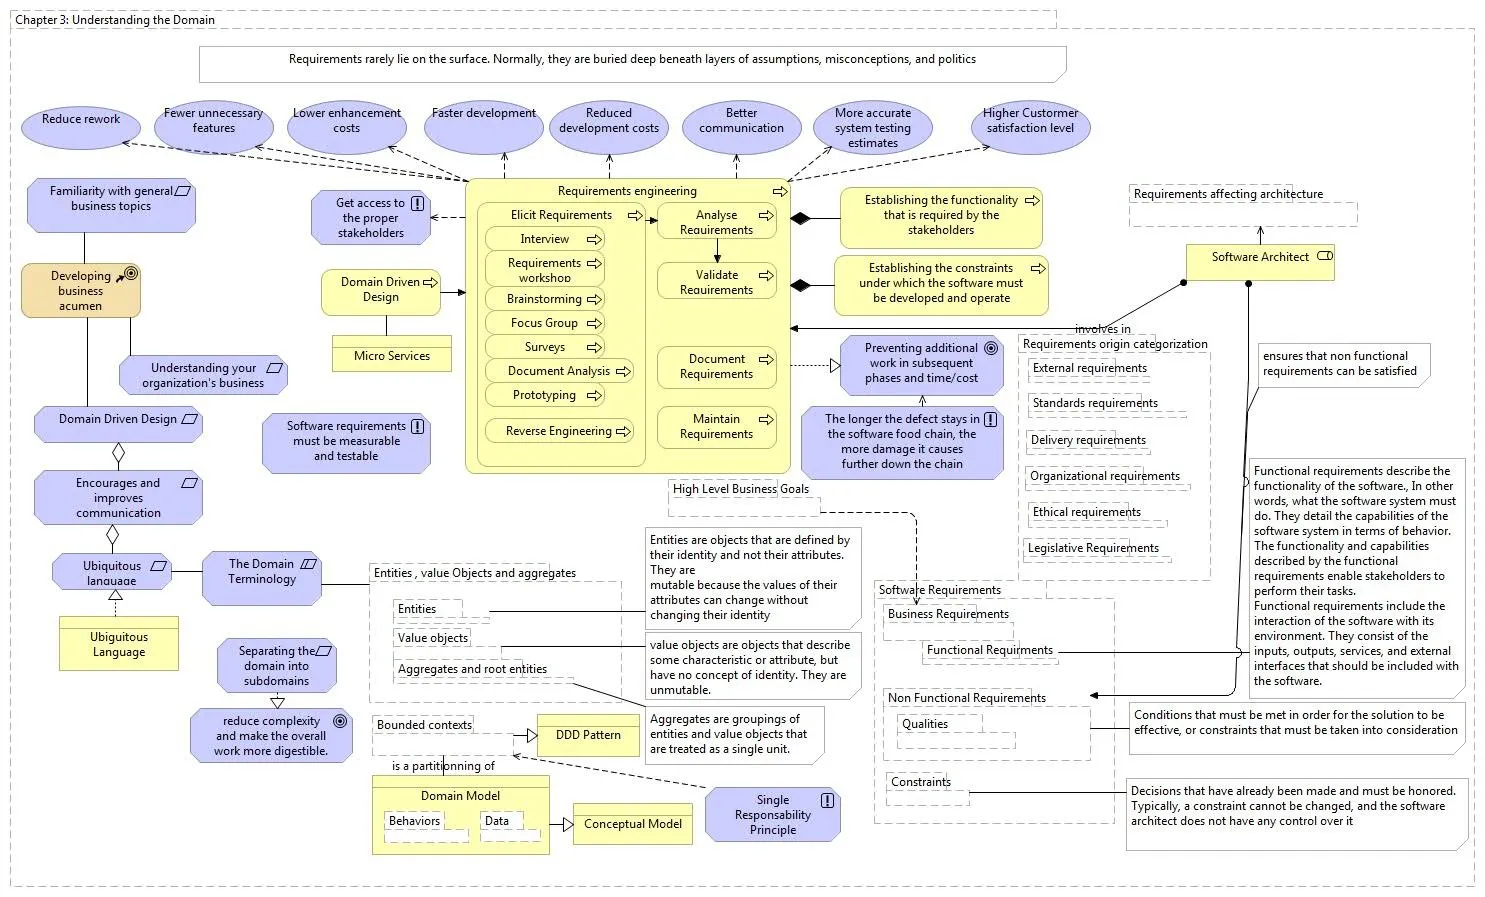 Chapter 3: Understanding the Domain
Requirements rarely lie on the surface. Normally, they are buried deep beneath layers of assumptions, misconceptions, and politics
Reduce rework
Fewer unnecessary
features
Lower enhancement
costs
Faster development
Reduced
development costs
Better
communication
More accurate
system testing
estimates
Higher Customer
satisfaction level
Familiarity with general
business topics
Developing
business
acumen
Understanding your
organization's business
Domain Driven Design
Encourages and
improves
communication
Ubiquitous
language
The Domain
Terminology
Ubiguitous
Language
Separating the
domain into
subdomains
reduce complexity
and make the overall
work more digestible.
Get access to
the proper
stakeholders
Domain Driven
Design
Micro Services
Software requirements
must be measurable
and testable
Requirements engineering
Elicit Requirements
Interview
Requirements
workshop
Brainstorming
Focus Group
Surveys
Document Analysis
Prototyping
Reverse Engineering
Analyse
Requirements
Validate
Requirements
Document
Requirements
Maintain
Requirements
Establishing the functionality
that is required by the
stakeholders
Establishing the constraints
under which the software must
be developed and operate
Preventing additional
work in subsequent
phases and time/cost
The longer the defect stays in
the software food chain, the
more damage it causes
further down the chain
Requirements affecting architecture
Software Architect
involves in
Requirements origin categorization
External requirements
Standards requirements
Delivery requirements
Organizational requirements
Ethical requirements
Legislative Requirements
ensures that non functional
requirements can be satisfied
Functional requirements describe the
functionality of the software., In other
words, what the software system must
do. They detail the capabilities of the
software system in terms of behavior.
The functionality and capabilities
described by the functional
requirements enable stakeholders to
perform their tasks.
Functional requirements include the
interaction of the software with its
environment. They consist of the
inputs, outputs, services, and external
interfaces that should be included with
the software.
High Level Business Goals
Entities , value Objects and aggregates
Entities
Value objects
Aggregates and root entities
Entities are objects that are defined by
their identity and not their attributes.
They are
mutable because the values of their
attributes can change without
changing their identity
value objects are objects that describe
some characteristic or attribute, but
have no concept of identity. They are
unmutable.
Aggregates are groupings of
entities and value objects that
are treated as a single unit.
Bounded contexts
DDD Pattern
is a partitionning of
Domain Model
Behaviors
Data
Conceptual Model
Single
Responsability
Principle
Software Requirements
Business Requirements
Functional Requirments
Non Functional Requirements
Qualities
Constraints
Conditions that must be met in order for the solution to be
effective, or constraints that must be taken into consideration
Decisions that have already been made and must be honored.
Typically, a constraint cannot be changed, and the software
architect does not have any control over it